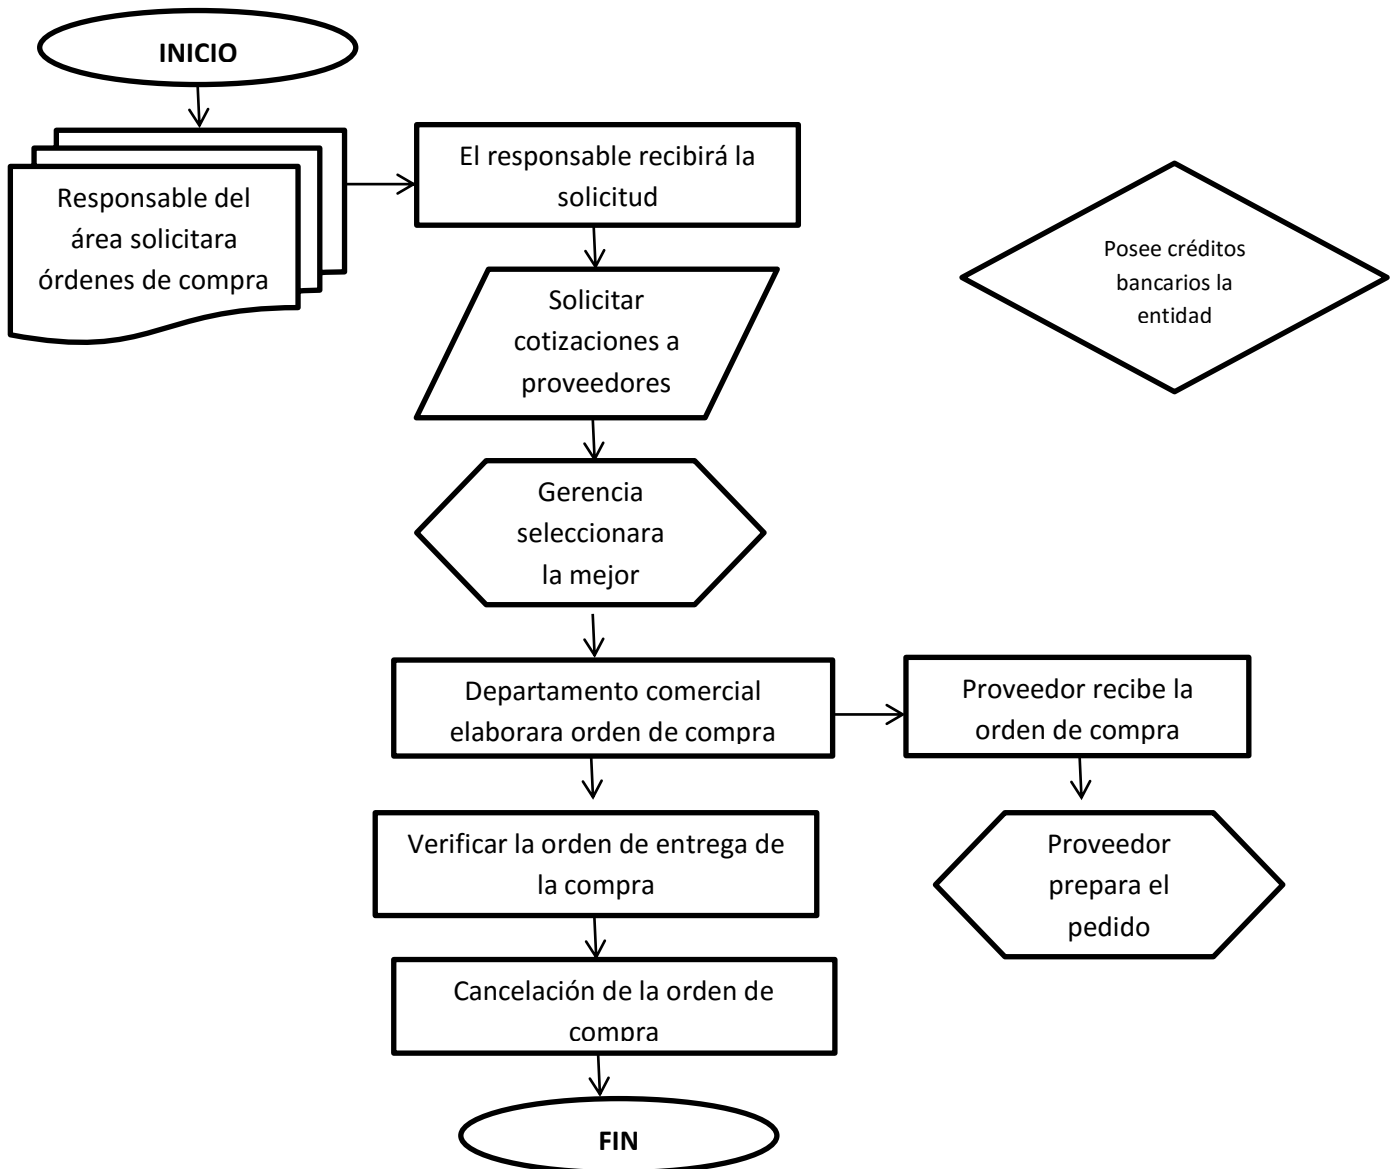 INICIO
Responsable del
área solicitara
órdenes de compra
El responsable recibirá la
solicitud
Solicitar
cotizaciones a
proveedores
Posee créditos
bancarios la
entidad
Gerencia
seleccionara
la mejor
Departamento comercial
elaborara orden de compra
Proveedor recibe la
orden de compra
Verificar la orden de entrega de
la compra
Proveedor
prepara el
pedido
Cancelación de la orden de
compra
FIN